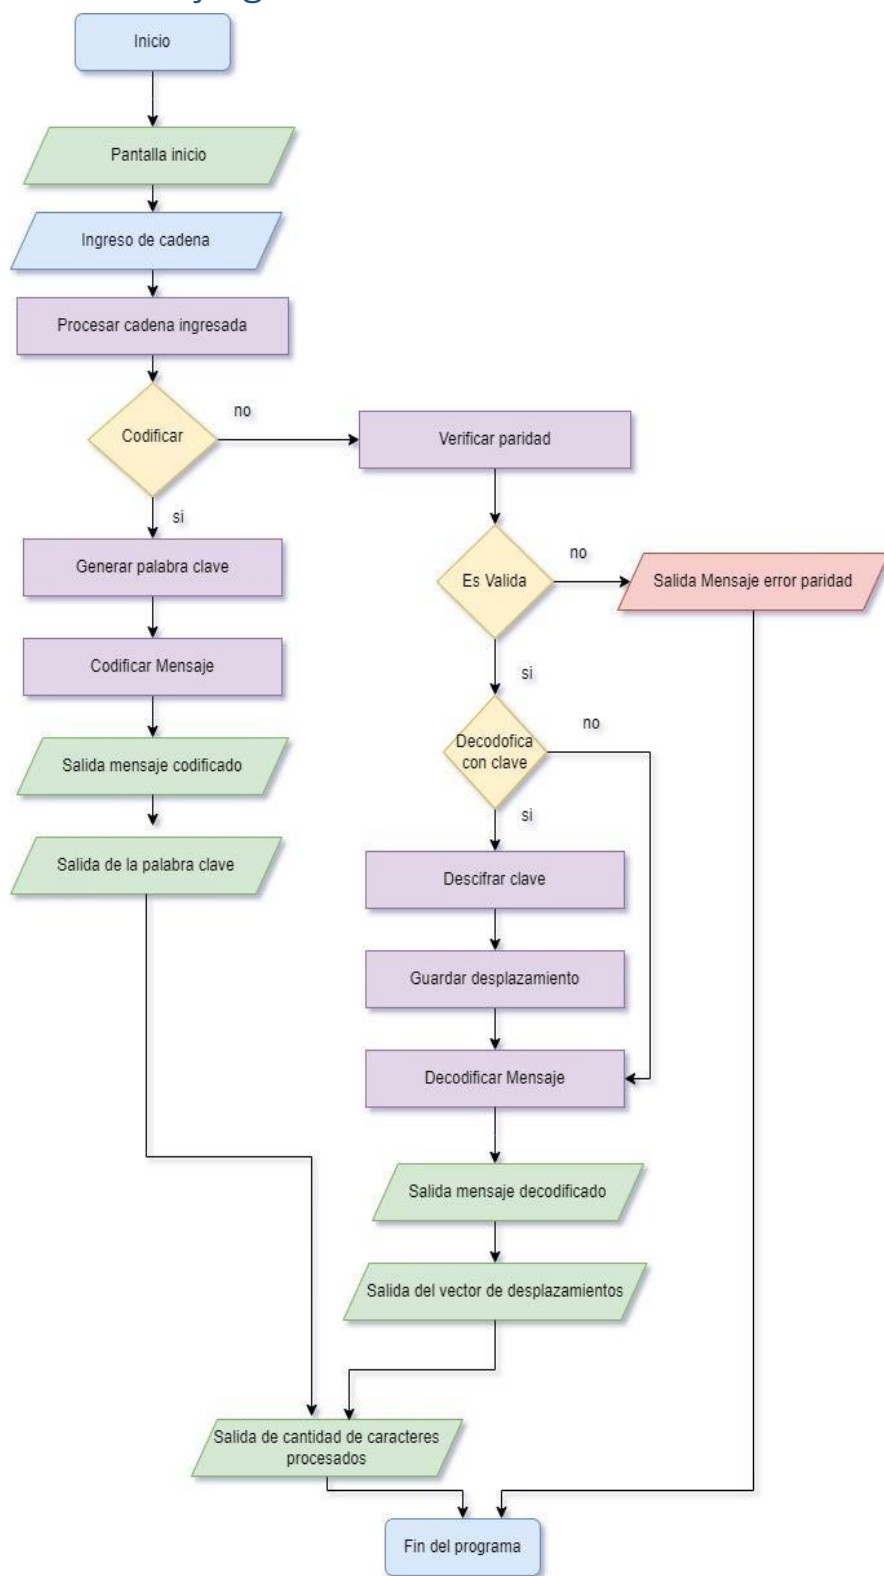 Inicio
Pantalla inicio
Ingreso de cadena
Procesar cadena ingresada
Codificar
no
Verificar paridad
si
Generar palabra clave
Es Valida
no
Salida Mensaje error paridad
Codificar Mensaje
si
Salida mensaje codificado
Decodofica
con clave
no
si
Salida de la palabra clave
Descifrar clave
Guardar desplazamiento
Decodificar Mensaje
Salida mensaje decodificado
Salida del vector de desplazamientos
Salida de cantidad de caracteres
procesados
Fin del programa